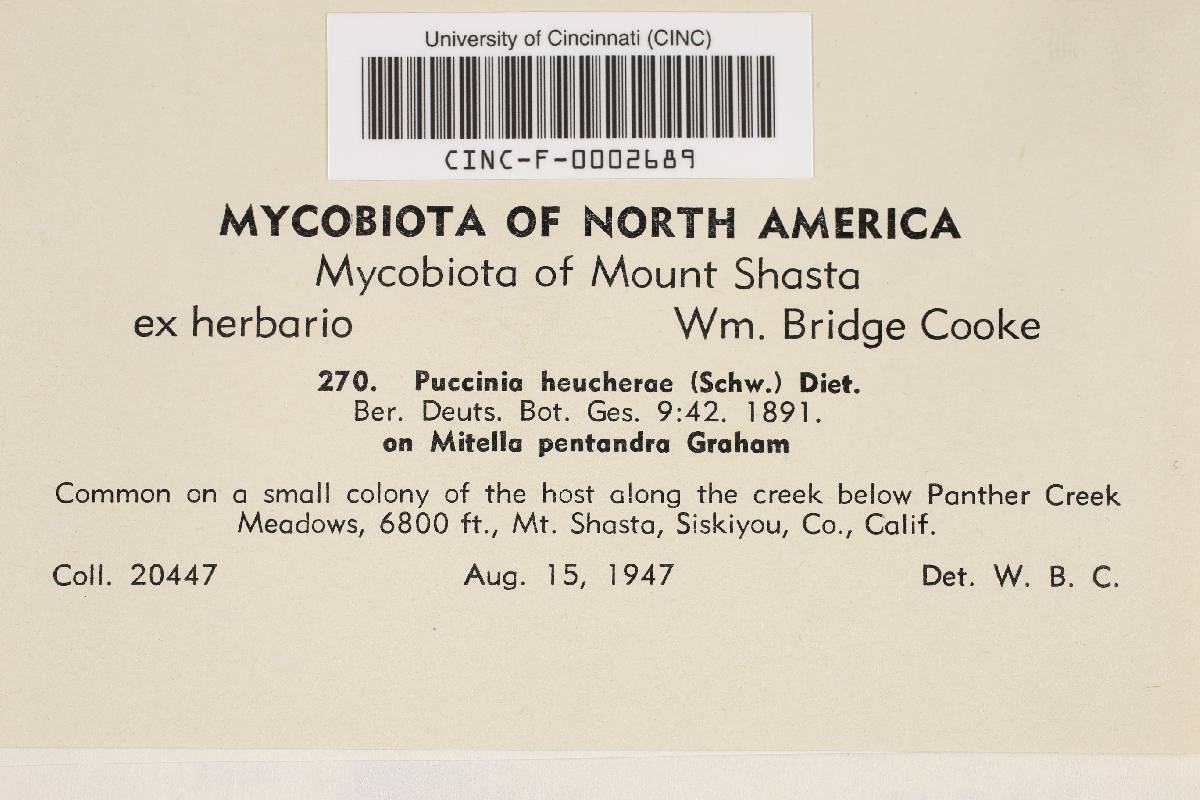 University of Cincinnati (CINC)
CINC-F-0002689
MYCOBIOTA OF NORTH AMERICA
Mycobiota of Mount Shasta
ex herbario Wm. Bridge Cooke
270. Puccinia heucherae (Schw.) Diet.
Ber. Deuts. Bot. Ges. 9:42. 1891.
on Mitella pentandra Graham
Common on a small colony of the host along the creek below Panther Creek
Meadows, 6800 ft., Mt. Shasta, Siskiyou, Co., Calif.
Coll. 20447 Aug. 15, 1947 Det. W. B. C.